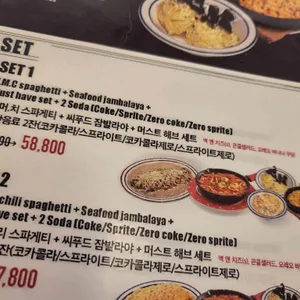 SET
SET 1
.M.C spaghetti + Seafood jambalaya +
ust have set + 2 Soda (Coke/Sprite/Zero coke/Zero sprite)
머.치 스파게티 + 씨푸드 잠발라야 + 머스트 해브 세트
음료 2잔(코카콜라/스프라이트/코카콜라제로/스프라이트제로)
58,800
2
chili spaghetti + Seafood jambalaya +
ve set + 2 Soda (Coke/Sprite/Zero coke/Zero sprite)
리 스파게티 + 씨푸드 잠발라야 + 머스트 해브 세트
2잔(코카콜라/스프라이트/코카콜라제로/스프라이트제로)
7,800